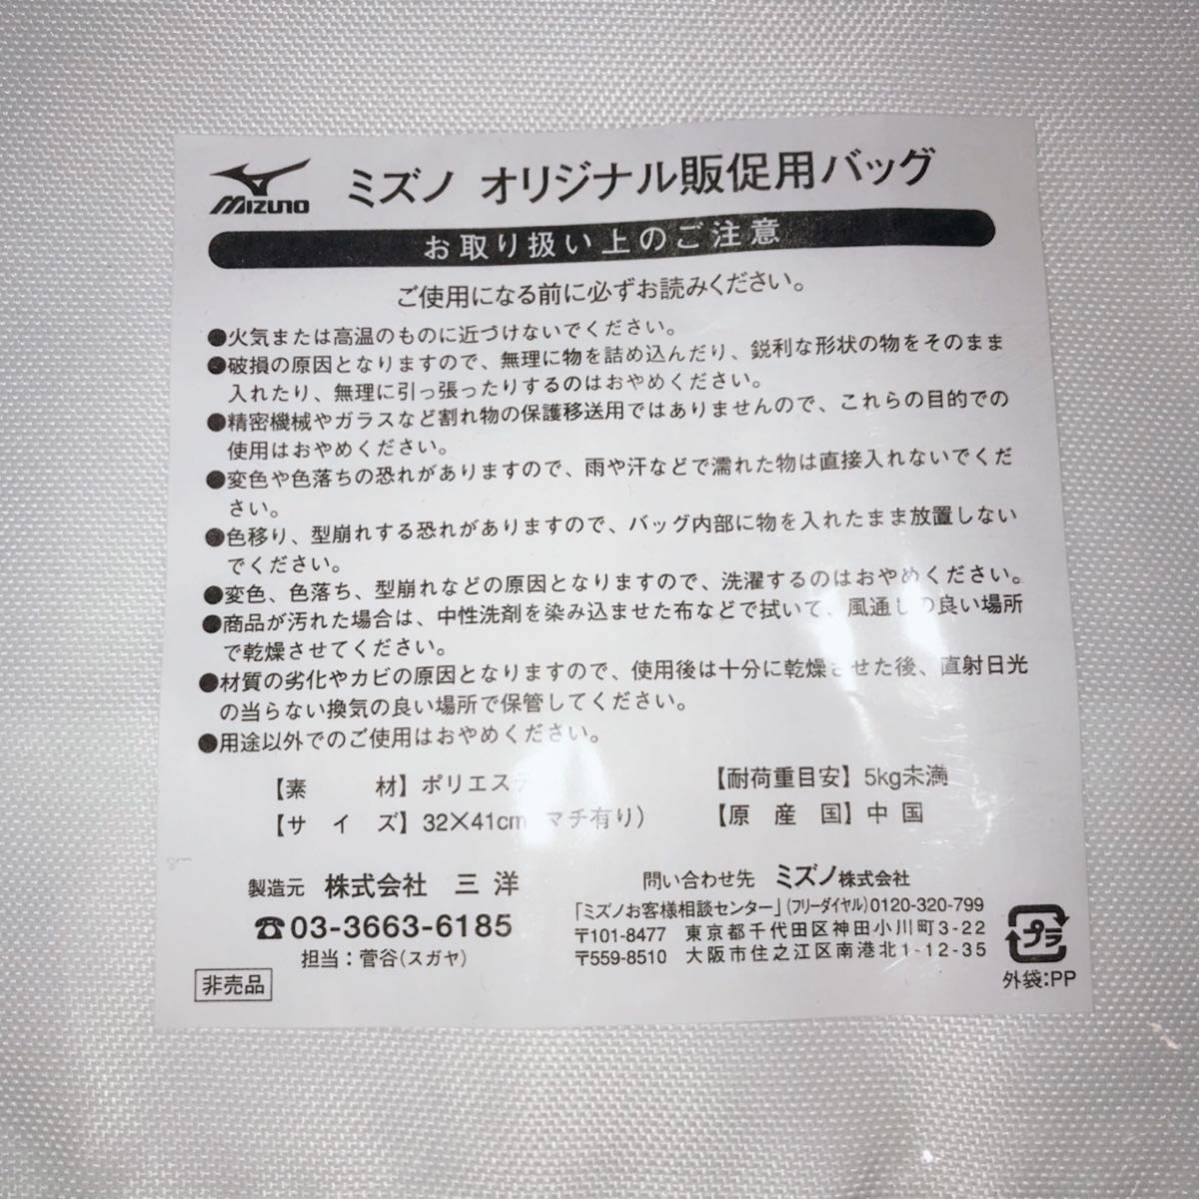 MIZUNO ミズノ オリジナル販促用バッグ
お取り扱い上のご注意
ご使用になる前に必ずお読みください。
●火気または高温のものに近づけないでください。
●破損の原因となりますので、無理に物を詰め込んだり、鋭利な形状の物をそのまま
入れたり、無理に引っ張ったりするのはおやめください。
●精密機械やガラスなど割れ物の保護移送用ではありませんので、これらの目的での
使用はおやめください。
●変色や色落ちの恐れがありますので、雨や汗などで濡れた物は直接入れないでくだ
さい。
●色移り、型崩れする恐れがありますので、バッグ内部に物を入れたまま放置しない
でください。
●変色、色落ち、型崩れなどの原因となりますので、洗濯するのはおやめください。
●商品が汚れた場合は、中性洗剤を染み込ませた布などで拭いて、風通しの良い場所
で乾燥させてください。
●材質の劣化やカビの原因となりますので、使用後は十分に乾燥させた後、直射日光
の当らない換気の良い場所で保管してください。
●用途以外でのご使用はおやめください。
【素材】ポリエステ 【耐荷重目安】5kg未満
【サイズ】32×41cm マチ有り） 【原産国】中国
製造元 株式会社 三洋
☎03-3663-6185
担当：菅谷（スガヤ）
非売品
問い合わせ先 ミズノ株式会社
「ミズノお客様相談センター」（フリーダイヤル）0120-320-799
〒101-8477 東京都千代田区神田小川町3-22
〒559-8510 大阪市住之江区南港北1-12-35
プラ
外袋:PP